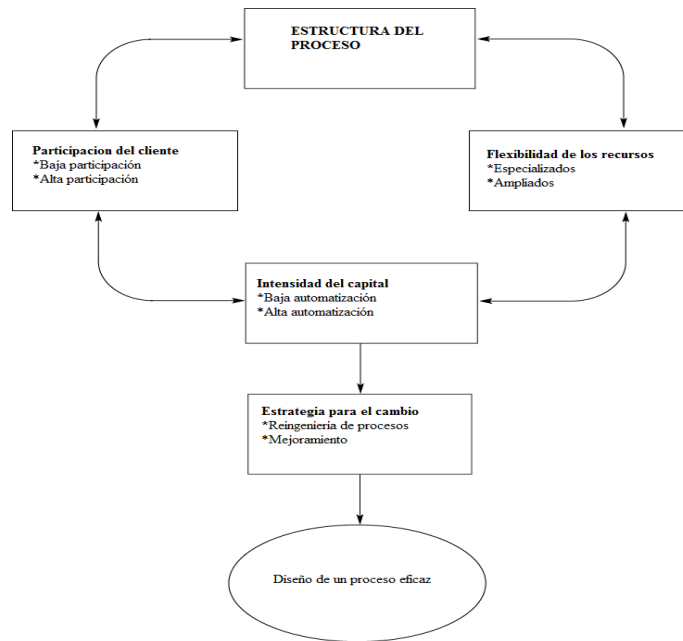 ESTRUCTURA DEL
PROCESO
Participacion del cliente
*Baja participación
*Alta participación
Flexibilidad de los recursos
*Especializados
*Ampliados
Intensidad del capital
*Baja automatización
*Alta automatización
Estrategia para el cambio
*Reingenieria de procesos
*Mejoramiento
Diseño de un proceso eficaz